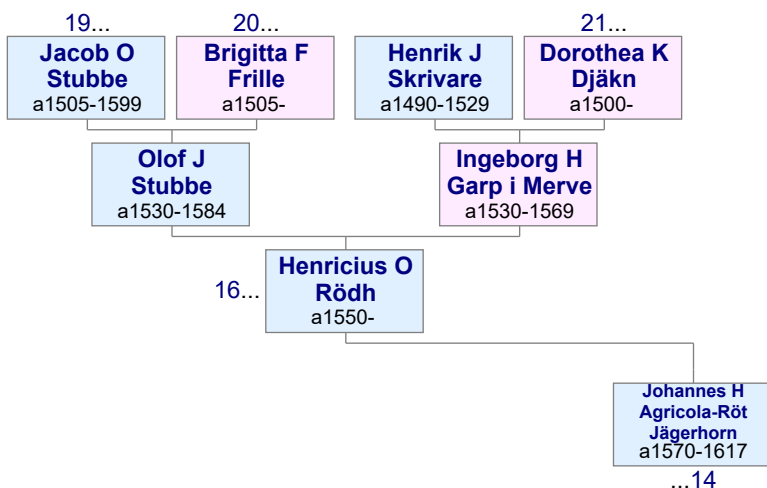 19...
20...
21...
Jacob O
Stubbe
a1505-1599
Brigitta F
Frille
a1505-
Henrik J
Skrivare
a1490-1529
Dorothea K
Djäkn
a1500-
Olof J
Stubbe
a1530-1584
Ingeborg H
Garp i Merve
a1530-1569
16...
Henricius O
Rödh
a1550-
Johannes H
Agricola-Röt
Jägerhorn
a1570-1617
...14